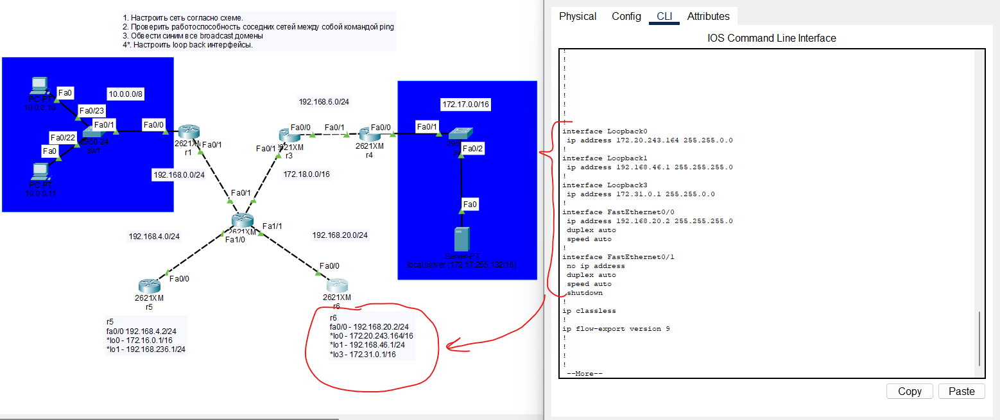 1. Настроить сеть согласно схеме.
2. Проверить работоспособность соседних сетей между собой командой ping
3. Обвести синим все broadcast домены
4*. Настроить loop back интерфейсы.
Fa0
PC-PT
10.0.0.10
10.0.0.0/8
Fa0/23
Fa0/1
Fa0/0
Fa0/22
Fa0
2950-24
sw1
PC-PT
10.0.0.11
2621XM
r1
Fa0/1
192.168.0.0/24
192.168.6.0/24
Fa0/0
Fa0/1
Fa0/0
Fa0/1
2621XM
r3
2621XM
r4
172.18.0.0/16
172.17.0.0/16
Fa0/1
Fa0/2
Fa0
Server-PT
local server (172.17.255.132/16)
Fa0/1
2621XM
Fa1/1
Fa1/0
192.168.4.0/24
192.168.20.0/24
Fa0/0
2621XM
r5
Fa0/0
2621XM
r6
r5
fa0/0 192.168.4.2/24
*lo0 - 172.16.0.1/16
*lo1 - 192.168.236.1/24
r6
fa0/0 - 192.168.20.2/24
*lo0 - 172.20.243.164/16
*lo1 - 192.168.46.1/24
*lo3 - 172.31.0.1/16
Physical Config CLI Attributes
IOS Command Line Interface
!
!
!
!
!
!
!
!
!
interface Loopback0
ip address 172.20.243.164 255.255.0.0
!
interface Loopback1
ip address 192.168.46.1 255.255.255.0
!
interface Loopback3
ip address 172.31.0.1 255.255.0.0
!
interface FastEthernet0/0
ip address 192.168.20.2 255.255.255.0
duplex auto
speed auto
!
interface FastEthernet0/1
no ip address
duplex auto
speed auto
shutdown
!
ip classless
!
ip flow-export version 9
!
!
!
!
--More--
Copy Paste